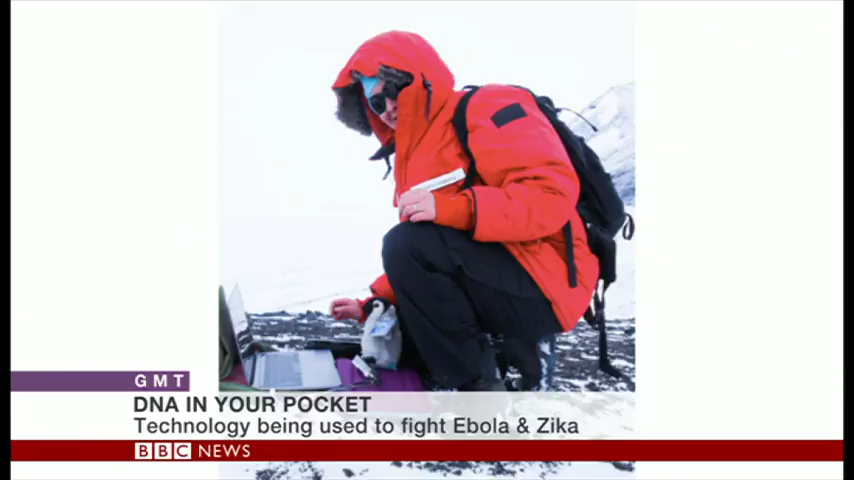 GMT
DNA IN YOUR POCKET
Technology being used to fight Ebola & Zika
BBC NEWS